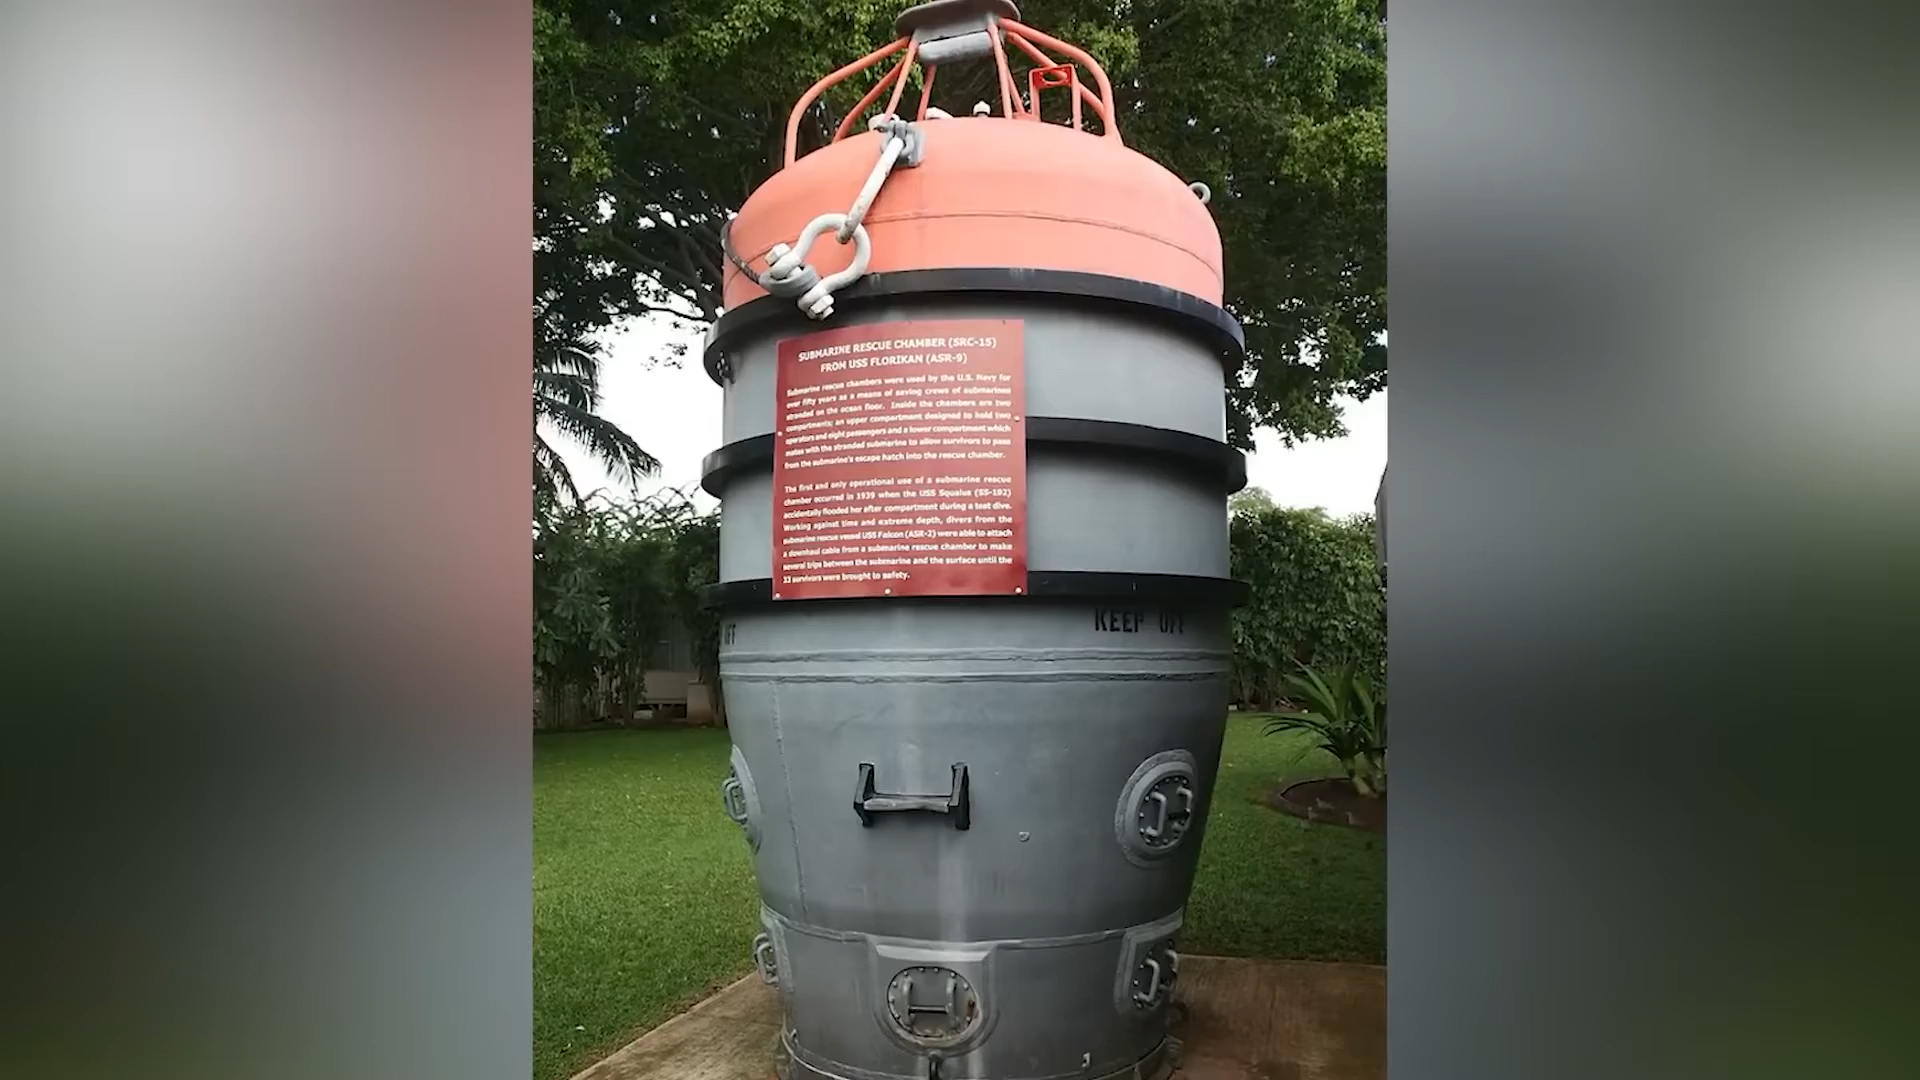 SUBMARINE RESCUE CHAMBER (SRC-15)
FROM USS FLORIKAN (ASR-9)
Submarine rescue chambers were used by the U.S. Navy for
over fifty years as a means of saving crews of submarines
stranded on the ocean floor. Inside the chambers are two
compartments; an upper compartment designed to hold two
operators and eight passengers and a lower compartment which
mates with the stranded submarine to allow survivors to pass
from the submarine's escape hatch into the rescue chamber.
The first and only operational use of a submarine rescue
chamber occurred in 1939 when the USS Squalus (SS-192)
accidentally flooded her after compartment during a test dive.
Working against time and extreme depth, divers from the
submarine rescue vessel USS Falcon (ASR-2) were able to attach
a downhaul cable from a submarine rescue chamber to make
several trips between the submarine and the surface until the
33 survivors were brought to safety.
KEEP OFF